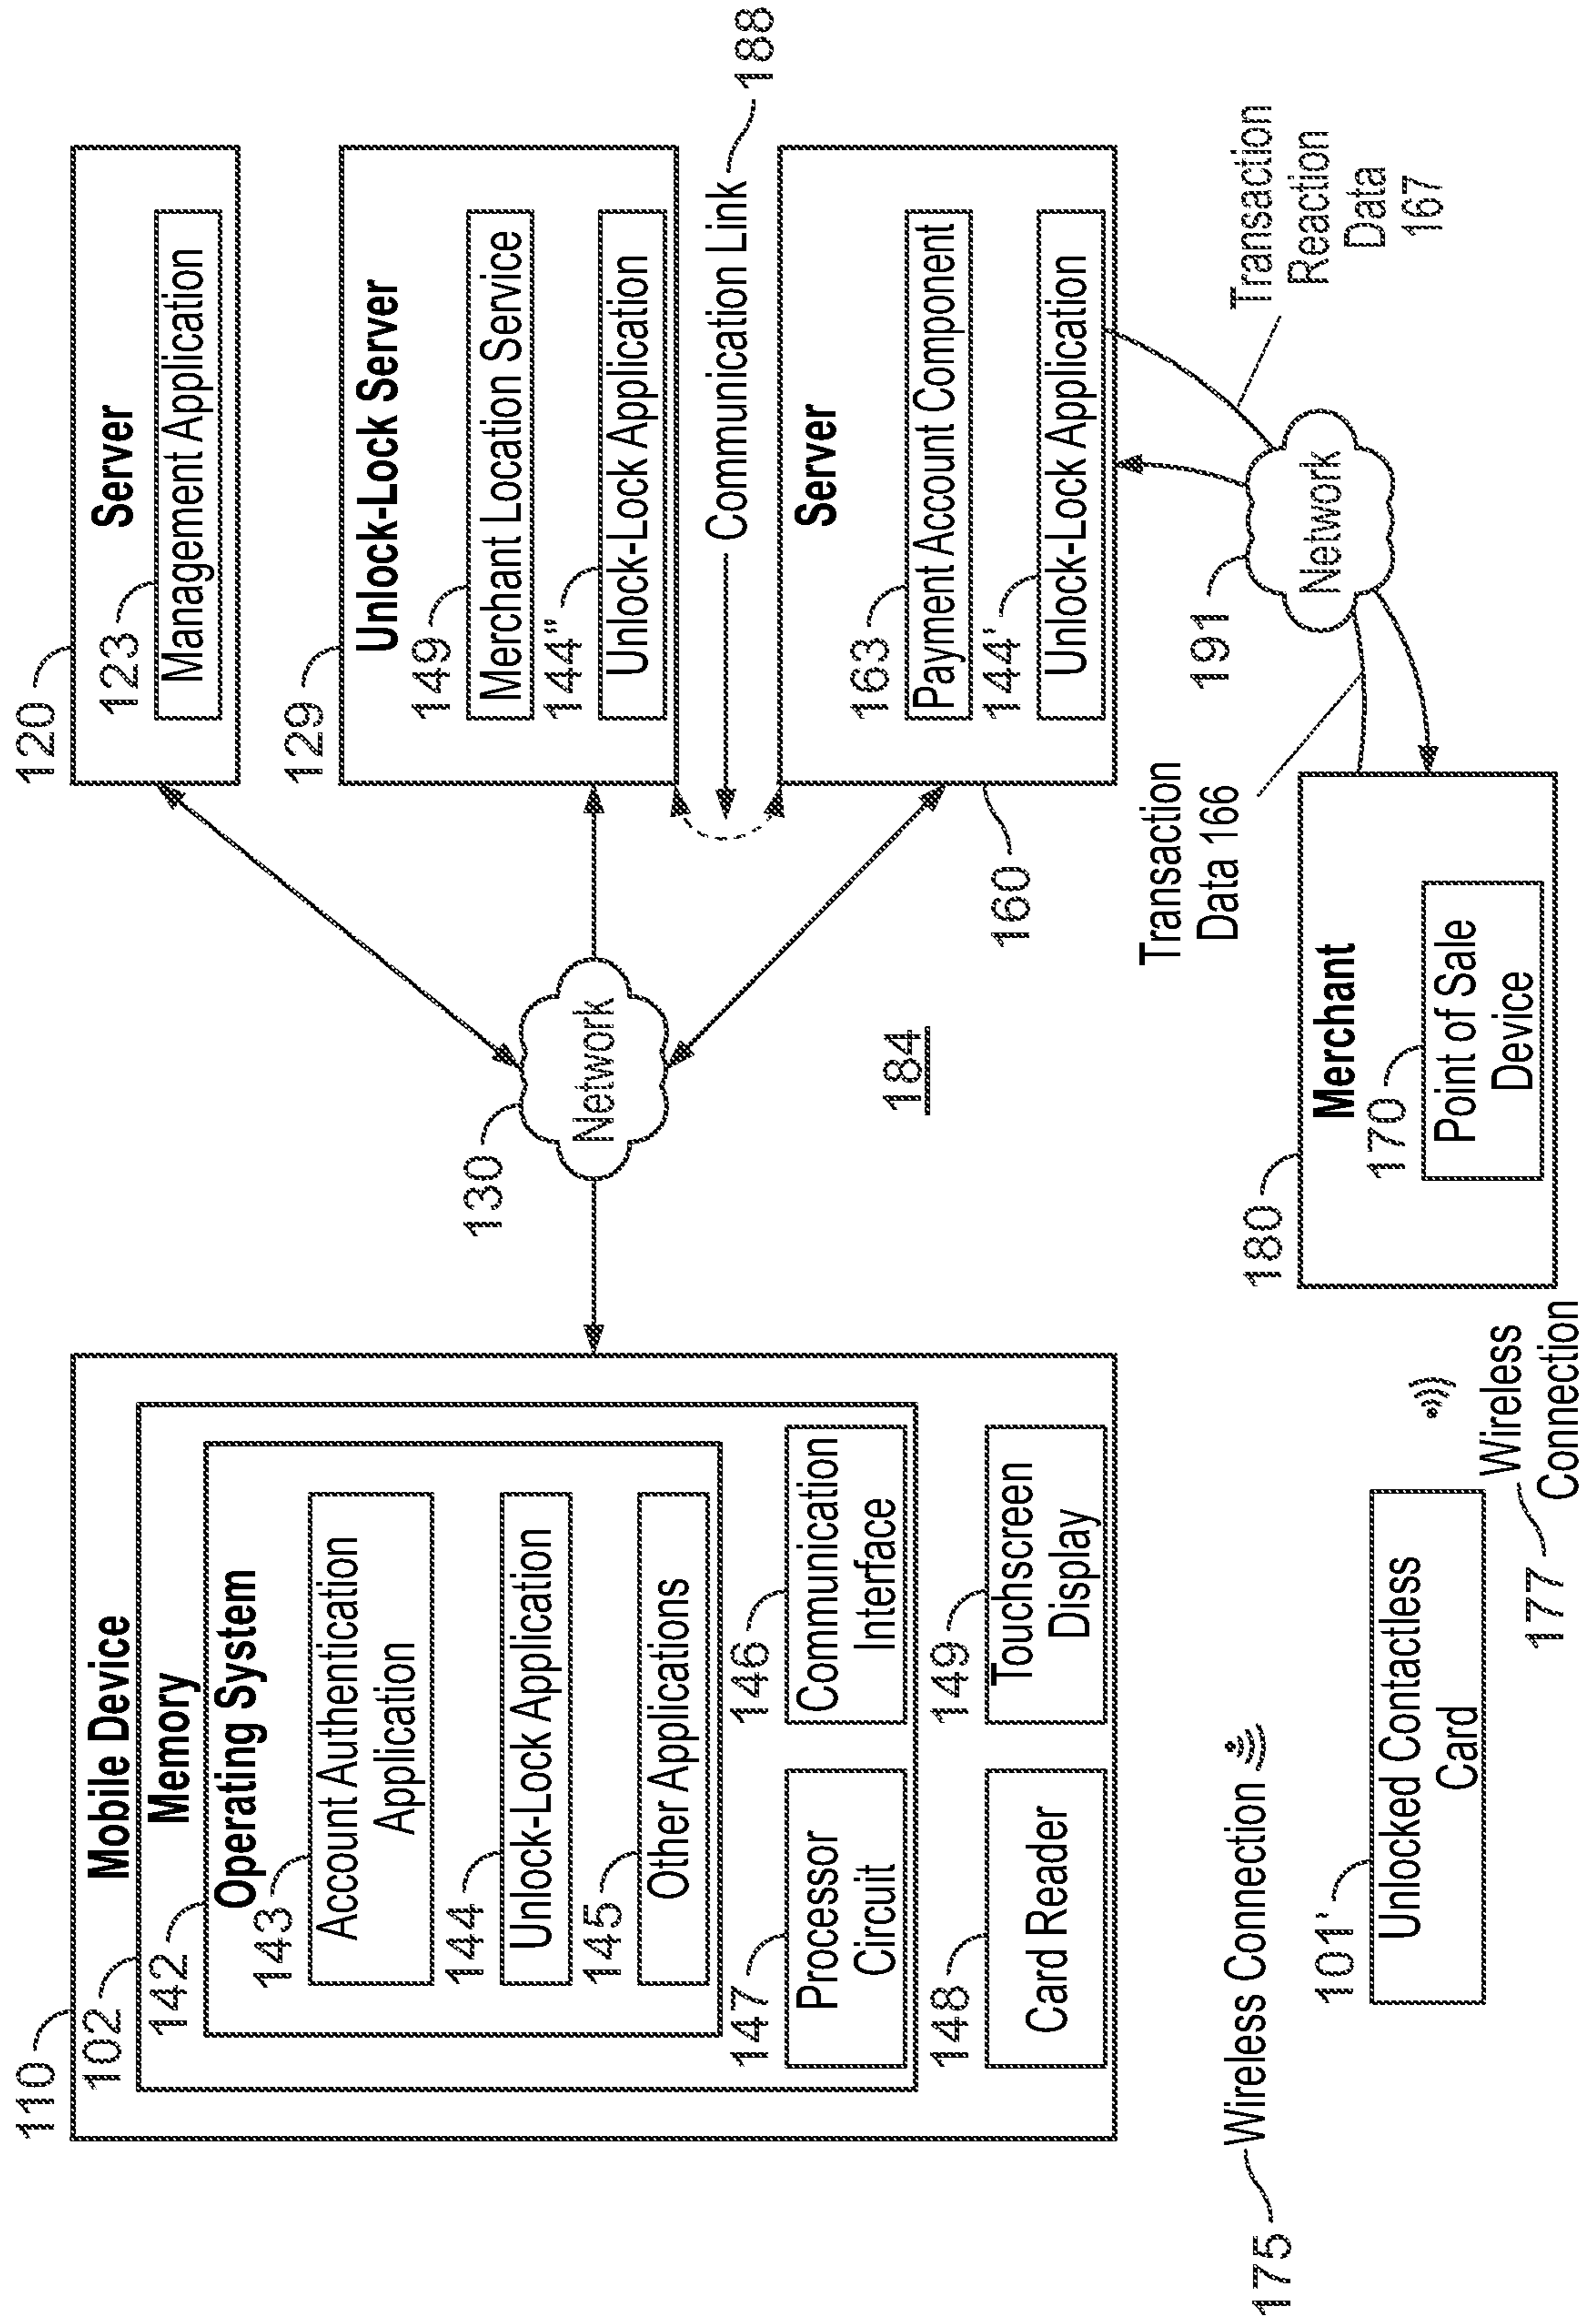 110
Mobile Device
102
Memory
142
Operating System
143
Account Authentication
Application
144
Unlock-Lock Application
145
Other Applications
147
Processor
Circuit
146
Communication
Interface
148
Card Reader
149
Touchscreen
Display
130
Network
120
Server
123
Management Application
129
Unlock-Lock Server
149
Merchant Location Service
144"
Unlock-Lock Application
Communication Link
188
Server
163
Payment Account Component
144'
Unlock-Lock Application
160
184
175
Wireless Connection
101'
Unlocked Contactless
Card
177
Wireless
Connection
180
Merchant
170
Point of Sale
Device
Transaction
Data 166
191
Network
Transaction
Reaction
Data
167